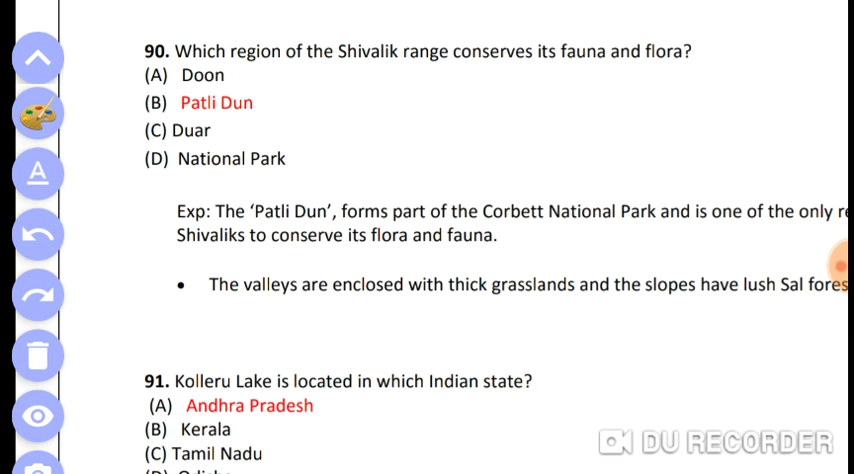 90. Which region of the Shivalik range conserves its fauna and flora?
(A) Doon
(B) Patli Dun
(C) Duar
(D) National Park
Exp: The ‘Patli Dun’, forms part of the Corbett National Park and is one of the only
Shivaliks to conserve its flora and fauna.
• The valleys are enclosed with thick grasslands and the slopes have lush Sal fores
91. Kolleru Lake is located in which Indian state?
(A) Andhra Pradesh
(B) Kerala
(C) Tamil Nadu
A
DU RECORDER